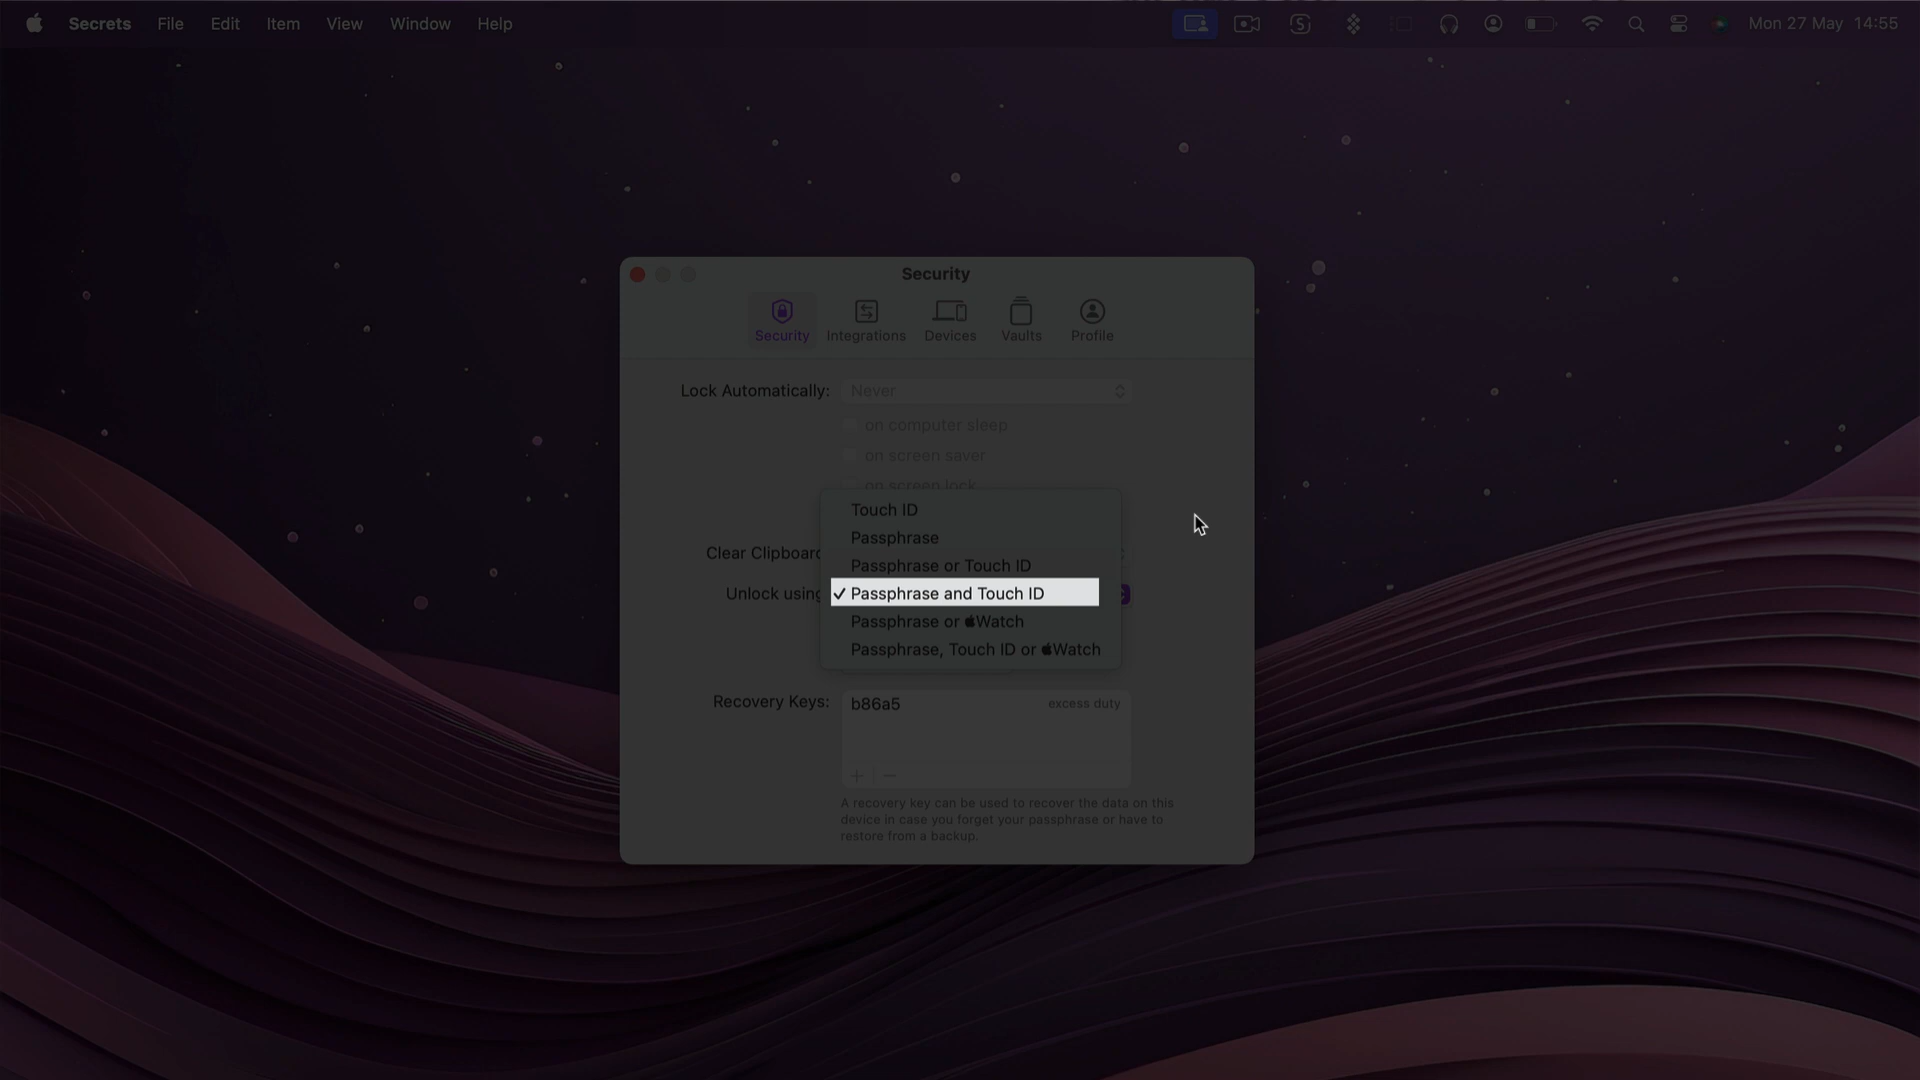 Secrets File Edit Item View Window Help Mon 27 May 14:55
Security
Security Integrations Devices Vaults Profile
Lock Automatically: Never
on computer sleep
on screen saver
on screen lock
Touch ID
Passphrase
Clear Clipboard
Passphrase or Touch ID
Unlock using ✓ Passphrase and Touch ID
Passphrase or Watch
Passphrase, Touch ID or Watch
Recovery Keys: b86a5 excess duty
+ −
A recovery key can be used to recover the data on this
device in case you forget your passphrase or have to
restore from a backup.